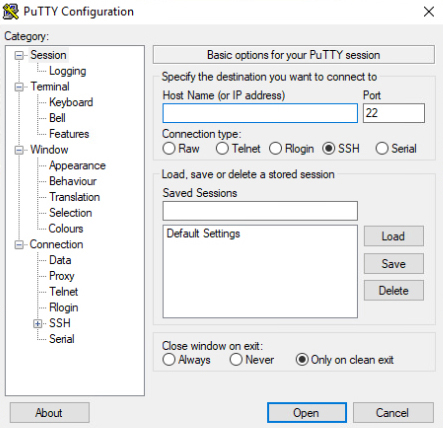 PuTTY Configuration
Category:
Session
Logging
Terminal
Keyboard
Bell
Features
Window
Appearance
Behaviour
Translation
Selection
Colours
Connection
Data
Proxy
Telnet
Rlogin
SSH
Serial
Basic options for your PuTTY session
Specify the destination you want to connect to
Host Name (or IP address) Port
22
Connection type:
Raw Telnet Rlogin SSH Serial
Load, save or delete a stored session
Saved Sessions
Default Settings
Load
Save
Delete
Close window on exit:
Always Never Only on clean exit
About Open Cancel